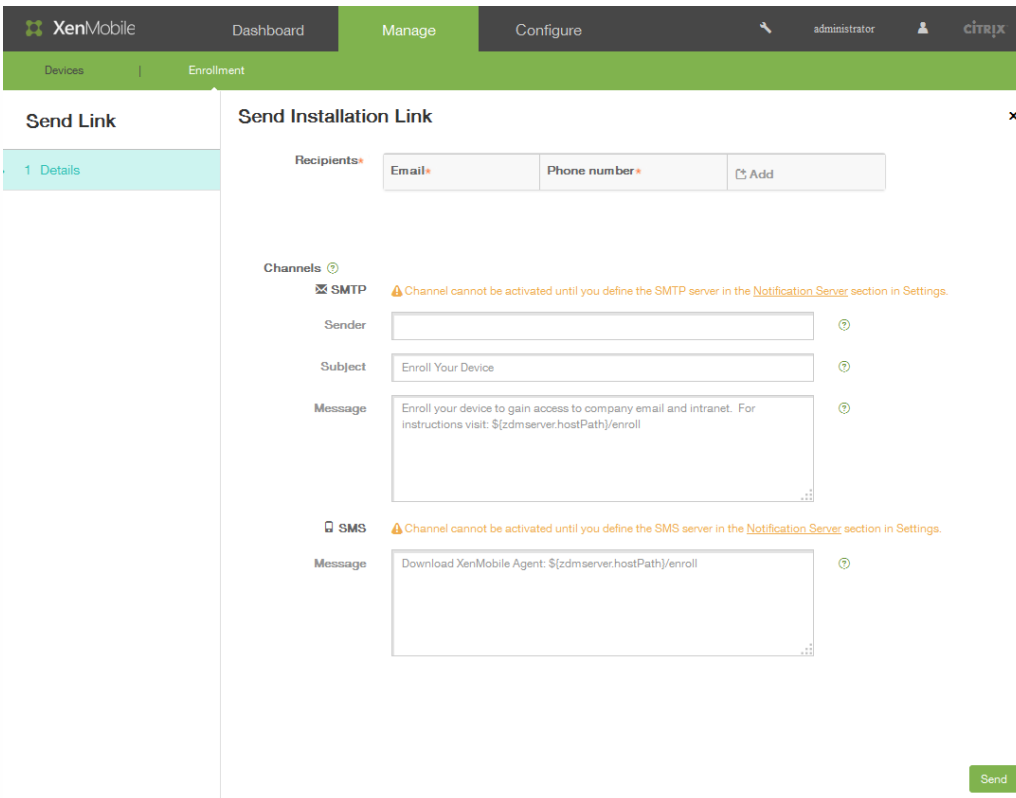 XenMobile Dashboard Manage Configure administrator CİTRIX
Devices | Enrollment
Send Link
1 Details
Send Installation Link
Recipients*
Email* Phone number* Add
Channels
SMTP Channel cannot be activated until you define the SMTP server in the Notification Server section in Settings.
Sender
Subject Enroll Your Device
Message Enroll your device to gain access to company email and intranet. For
instructions visit: ${zdmserver.hostPath}/enroll
SMS Channel cannot be activated until you define the SMS server in the Notification Server section in Settings.
Message Download XenMobile Agent: ${zdmserver.hostPath}/enroll
Send